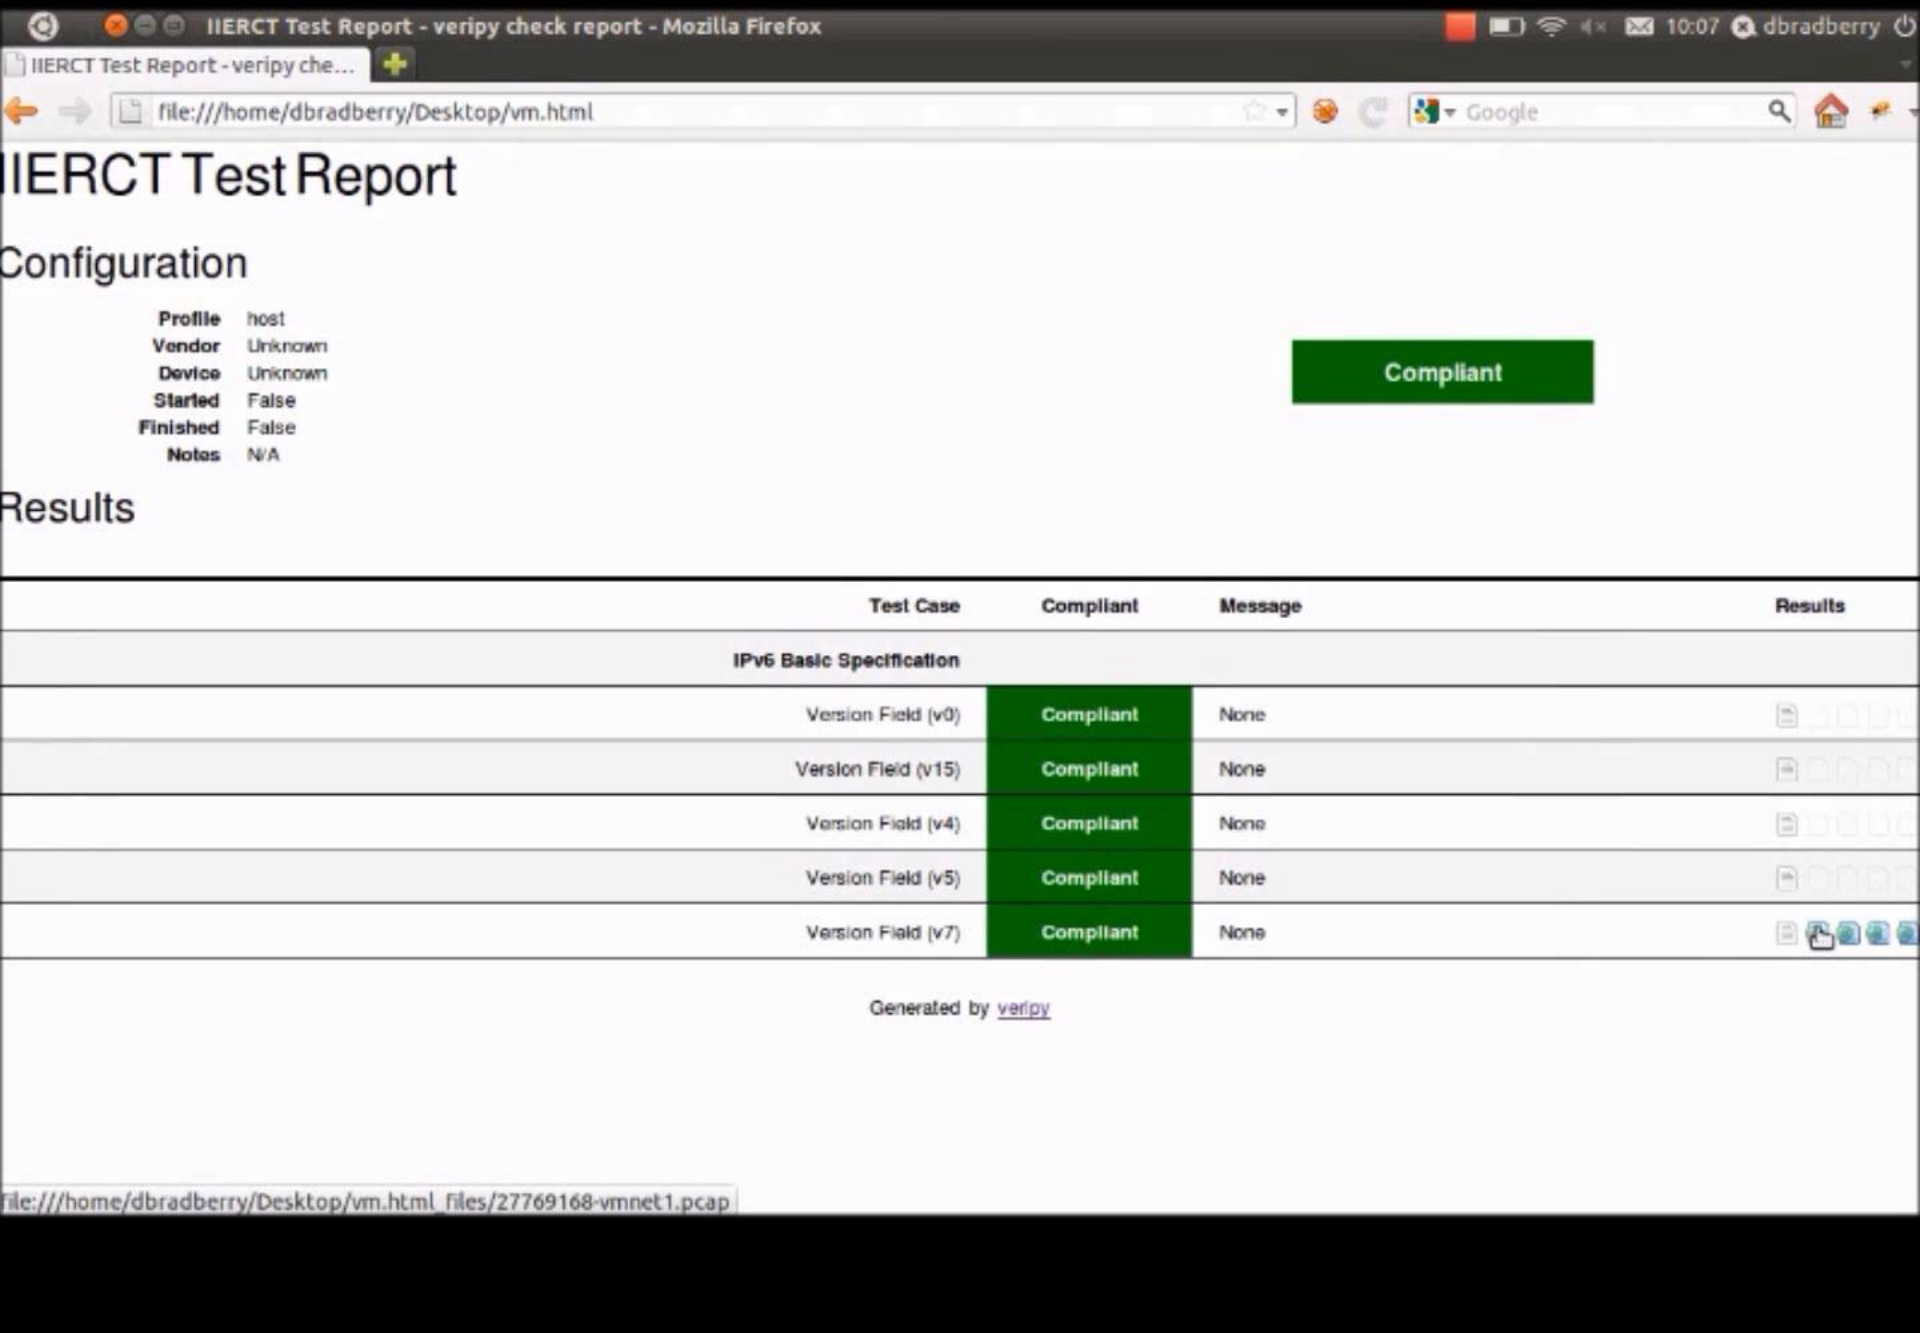 IIERCT Test Report - veripy check report - Mozilla Firefox
10:07 dbradberry
IIERCT Test Report - veripy che...
file:///home/dbradberry/Desktop/vm.html
Google
IIERCT Test Report
Configuration
Profile host
Vendor Unknown
Device Unknown
Started False
Finished False
Notes N/A
Compliant
Results
Test Case Compliant Message Results
IPv6 Basic Specification
Version Field (v0) Compliant None
Version Field (v15) Compliant None
Version Field (v4) Compliant None
Version Field (v5) Compliant None
Version Field (v7) Compliant None
Generated by veripy
file:///home/dbradberry/Desktop/vm.html_files/27769168-vmnet1.pcap